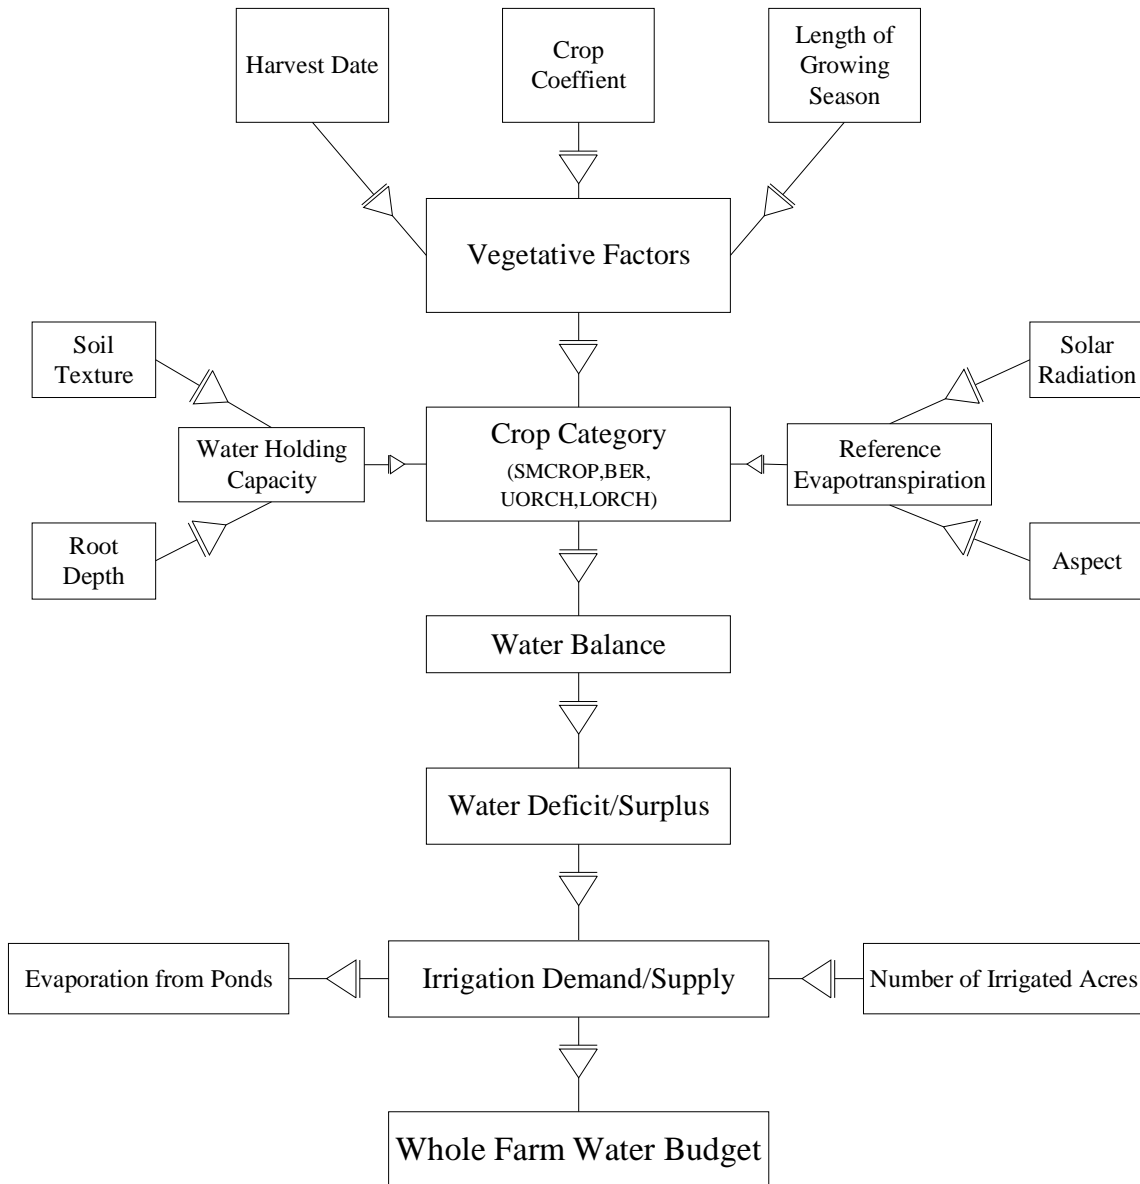 Harvest Date
Crop
Coeffient
Length of
Growing
Season
Vegetative Factors
Soil
Texture
Solar
Radiation
Water Holding
Capacity
Crop Category
(SMCROP,BER,
UORCH,LORCH)
Reference
Evapotranspiration
Root
Depth
Aspect
Water Balance
Water Deficit/Surplus
Evaporation from Ponds
Irrigation Demand/Supply
Number of Irrigated Acres
Whole Farm Water Budget